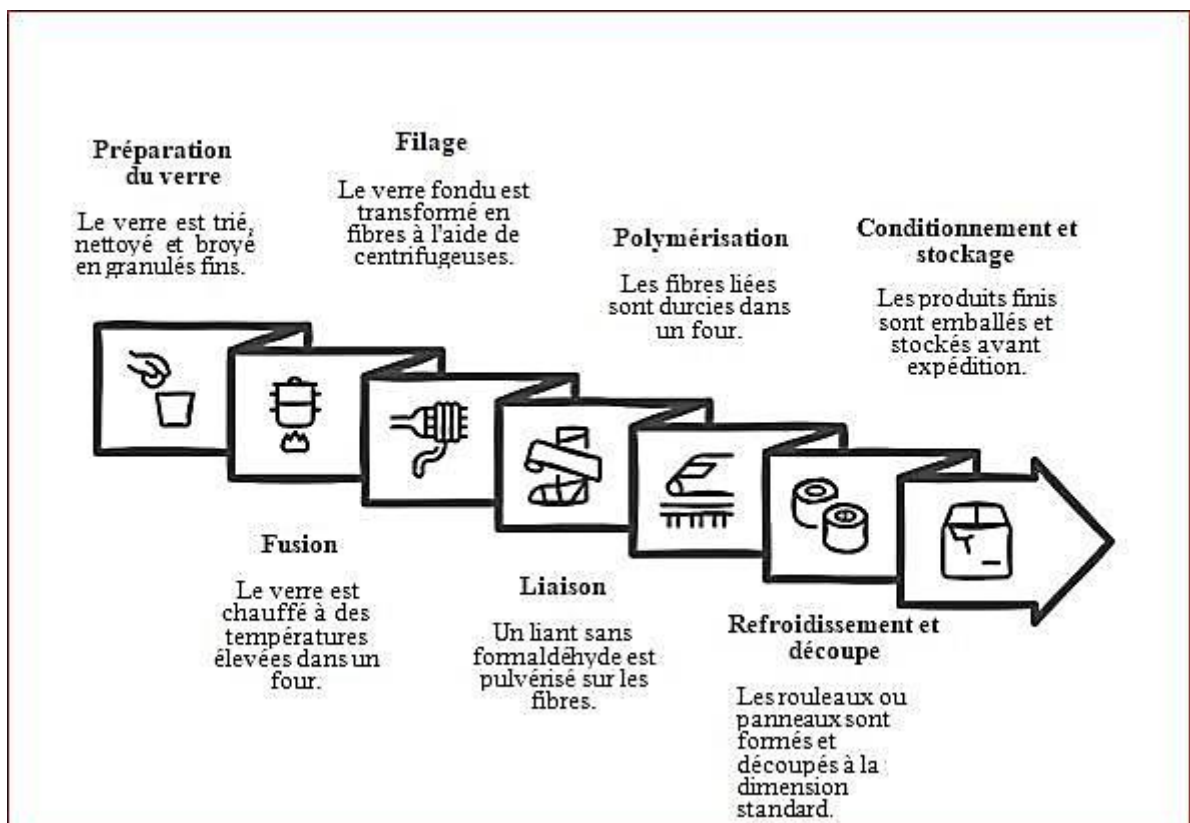 Préparation
du verre
Le verre est trié,
nettoyé et broyé
en granulés fins.
Fusion
Le verre est
chauffé à des
températures
élevées dans un
four.
Filage
Le verre fondu est
transformé en
fibres à l'aide de
centrifugeuses.
Liaison
Un liant sans
formaldéhyde est
pulvérisé sur les
fibres.
Polymérisation
Les fibres liées
sont durcies dans
un four.
Refroidissement et
découpe
Les rouleaux ou
panneaux sont
formés et
découpés à la
dimension
standard.
Conditionnement et
stockage
Les produits finis
sont emballés et
stockés avant
expédition.